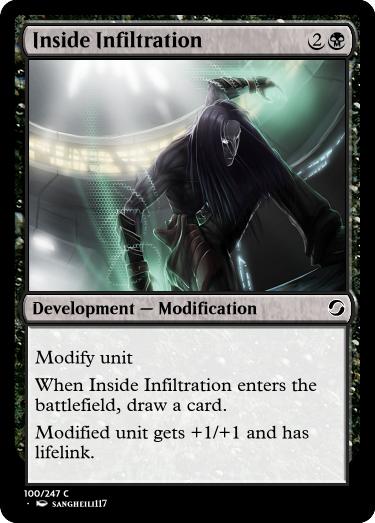 Inside Infiltration 2
Development — Modification
Modify unit
When Inside Infiltration enters the
battlefield, draw a card.
Modified unit gets +1/+1 and has
lifelink.
100/247 C
· SANGHEILI117